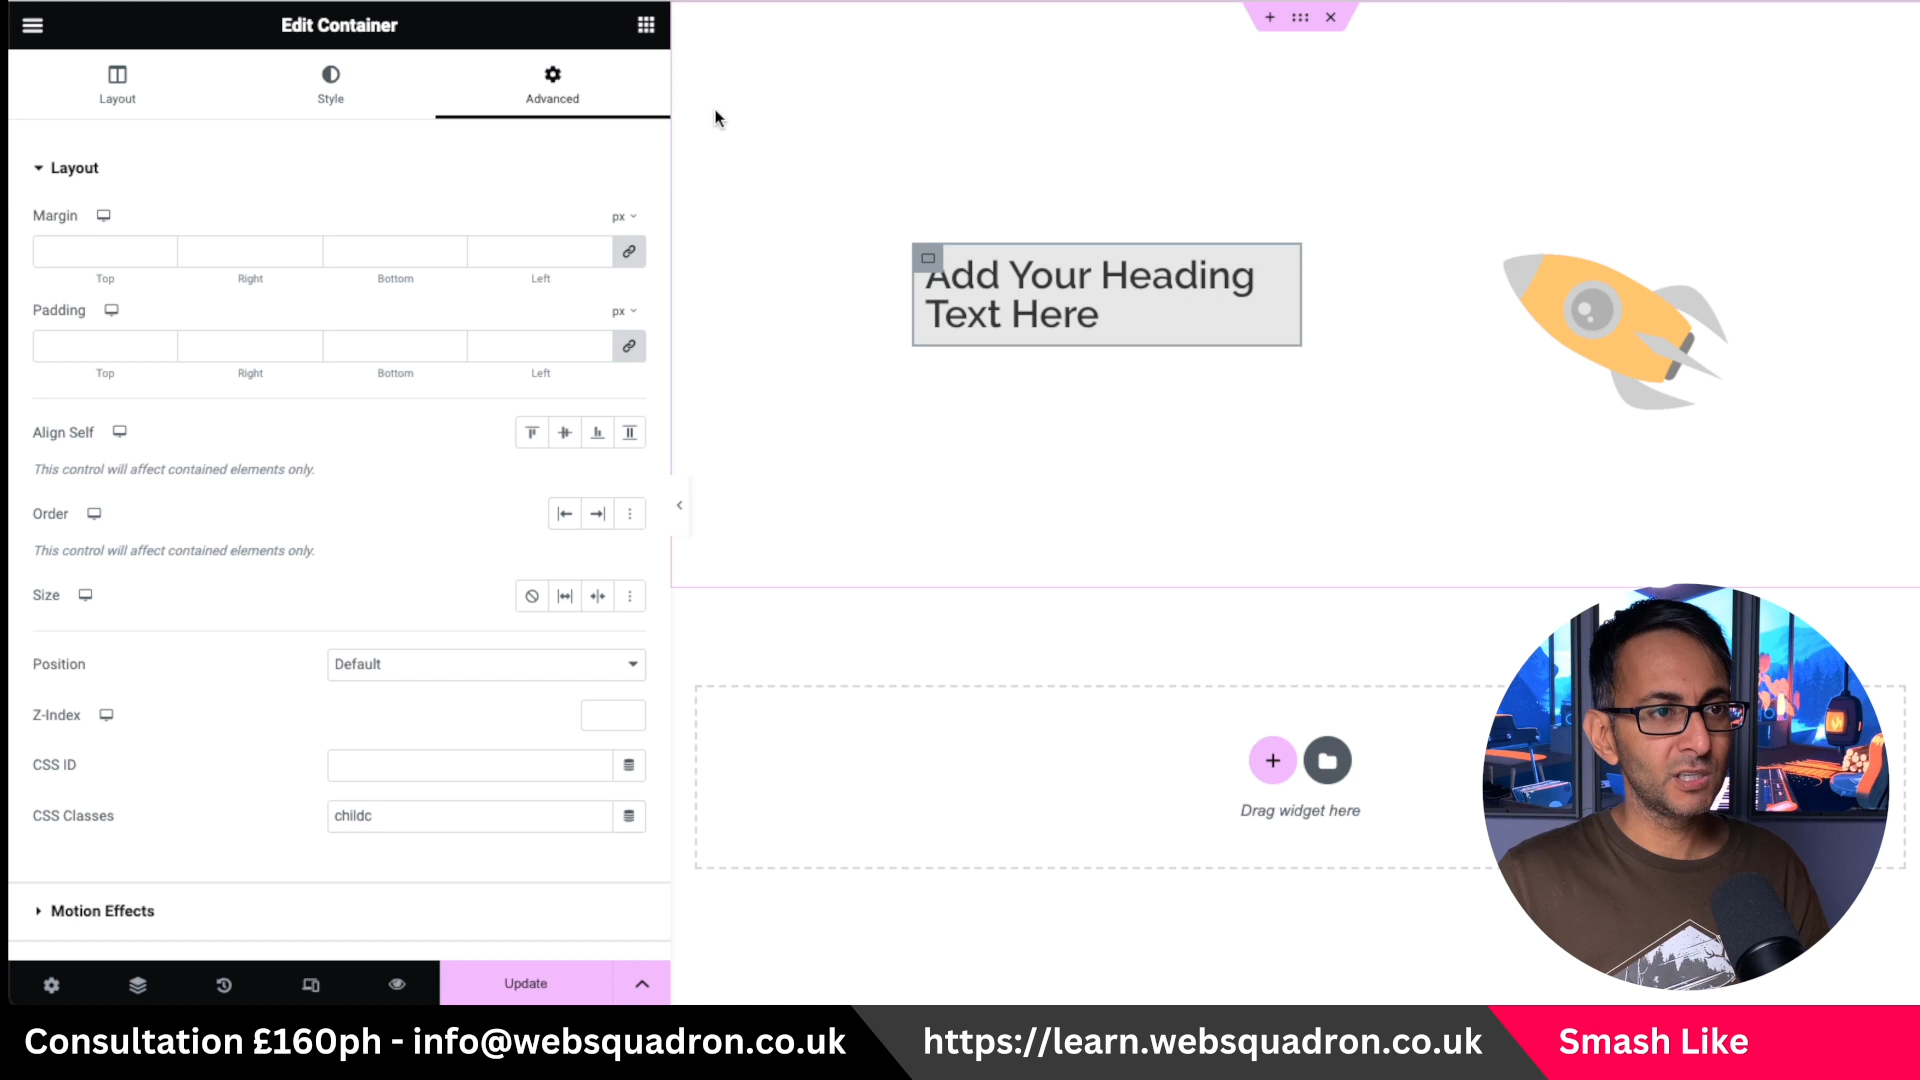 Edit Container
Layout
Style
Advanced
Layout
Margin
px
Top
Right
Bottom
Left
Padding
px
Top
Right
Bottom
Left
Align Self
This control will affect contained elements only.
Order
This control will affect contained elements only.
Size
Position
Default
Z-Index
CSS ID
CSS Classes
childc
Motion Effects
Update
Add Your Heading
Text Here
Drag widget here
Consultation £160ph - info@websquadron.co.uk
https://learn.websquadron.co.uk
Smash Like